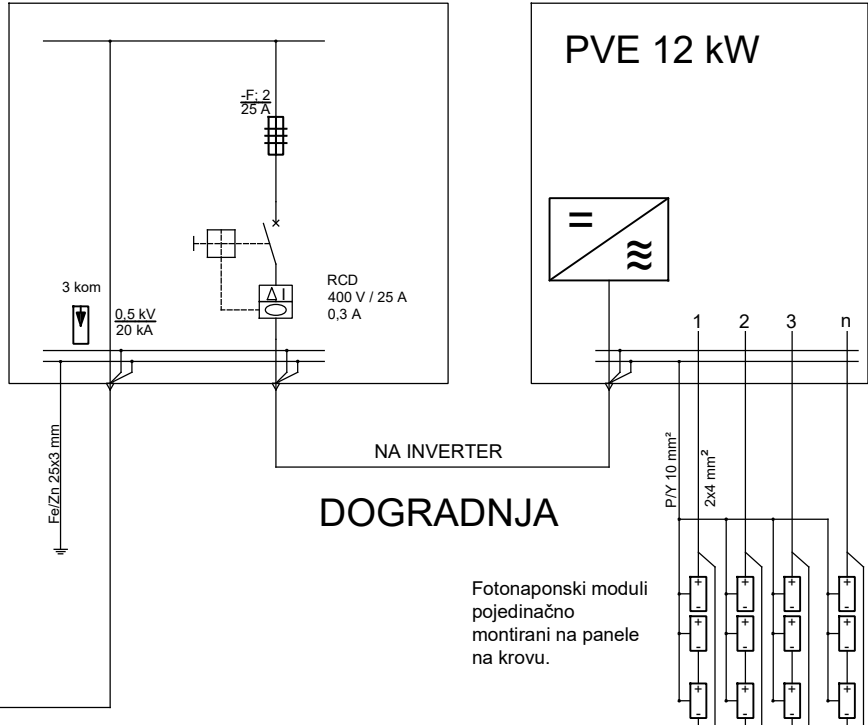 PVE 12 kW
-F; 2
25 A
RCD
400 V / 25 A
0,3 A
3 kom
0,5 kV
20 kA
1 2 3 n
Fe/Zn 25x3 mm
NA INVERTER
P/Y 10 mm²
2x4 mm²
DOGRADNJA
Fotonaponski moduli
pojedinačno
montirani na panele
na krovu.